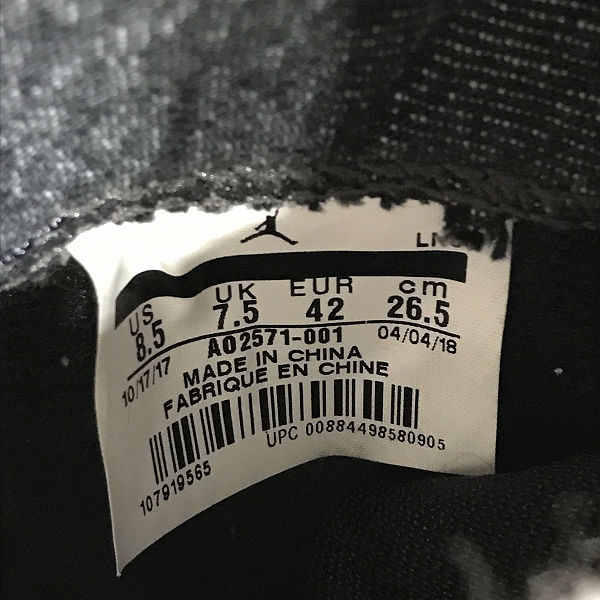 US UK EUR cm
8.5 7.5 42 26.5
10/17/17 AO2571-001 04/04/18
MADE IN CHINA
FABRIQUE EN CHINE
UPC 00884498580905
107919565